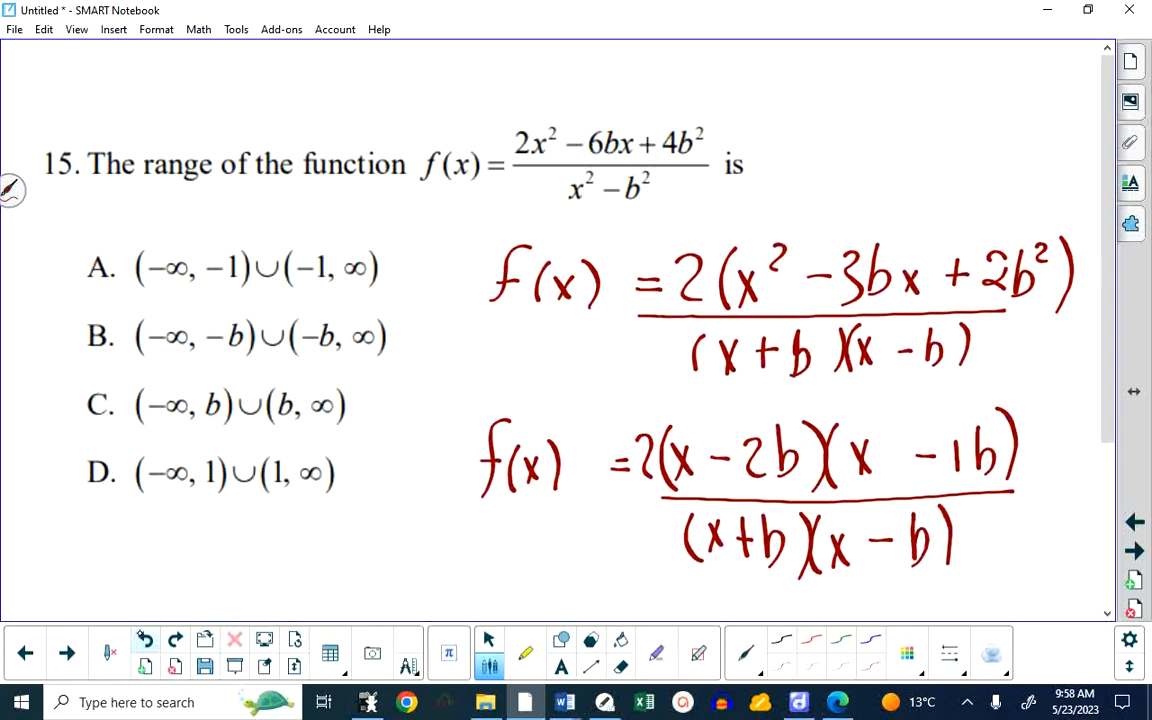 Untitled * - SMART Notebook
File Edit View Insert Format Math Tools Add-ons Account Help
15. The range of the function f(x) = (2x² − 6bx + 4b²)/(x² − b²) is
A. (−∞, −1)∪(−1, ∞)
B. (−∞, −b)∪(−b, ∞)
C. (−∞, b)∪(b, ∞)
D. (−∞, 1)∪(1, ∞)
f(x) = 2(x² − 3bx + 2b²)
(x + b)(x − b)
f(x) = 2(x − 2b)(x − 1b)
(x + b)(x − b)
Type here to search
13°C
9:58 AM
5/23/2023